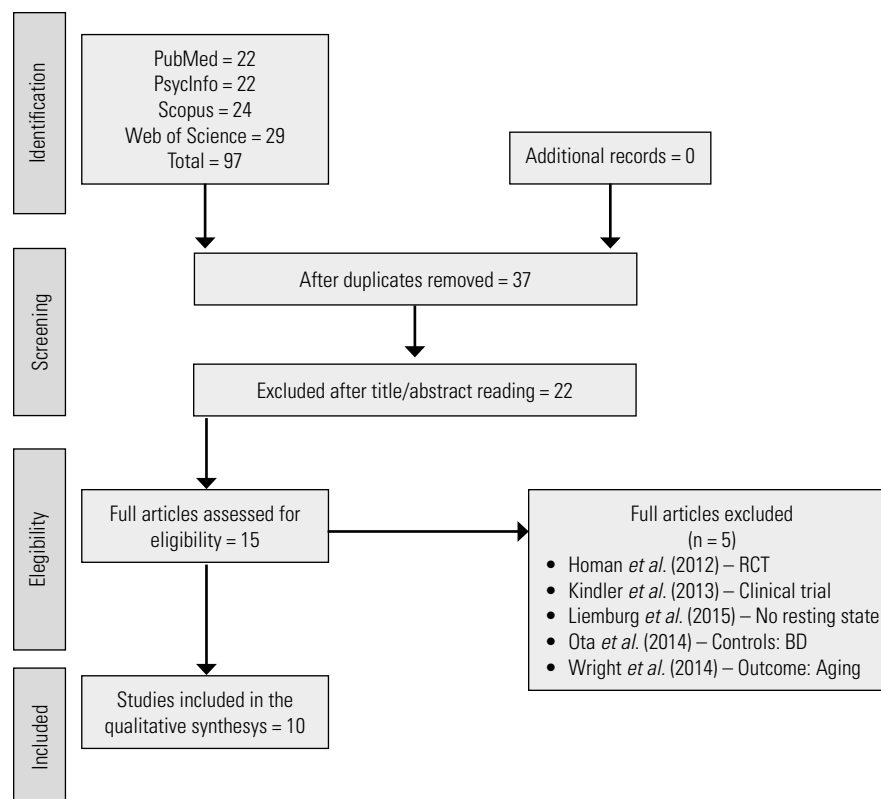 Identification
PubMed = 22
PsycInfo = 22
Scopus = 24
Web of Science = 29
Total = 97
Additional records = 0
Screening
After duplicates removed = 37
Excluded after title/abstract reading = 22
Elegibility
Full articles assessed for
eligibility = 15
Full articles excluded
(n = 5)
• Homan et al. (2012) – RCT
• Kindler et al. (2013) – Clinical trial
• Liemburg et al. (2015) – No resting state
• Ota et al. (2014) – Controls: BD
• Wright et al. (2014) – Outcome: Aging
Included
Studies included in the
qualitative synthesys = 10